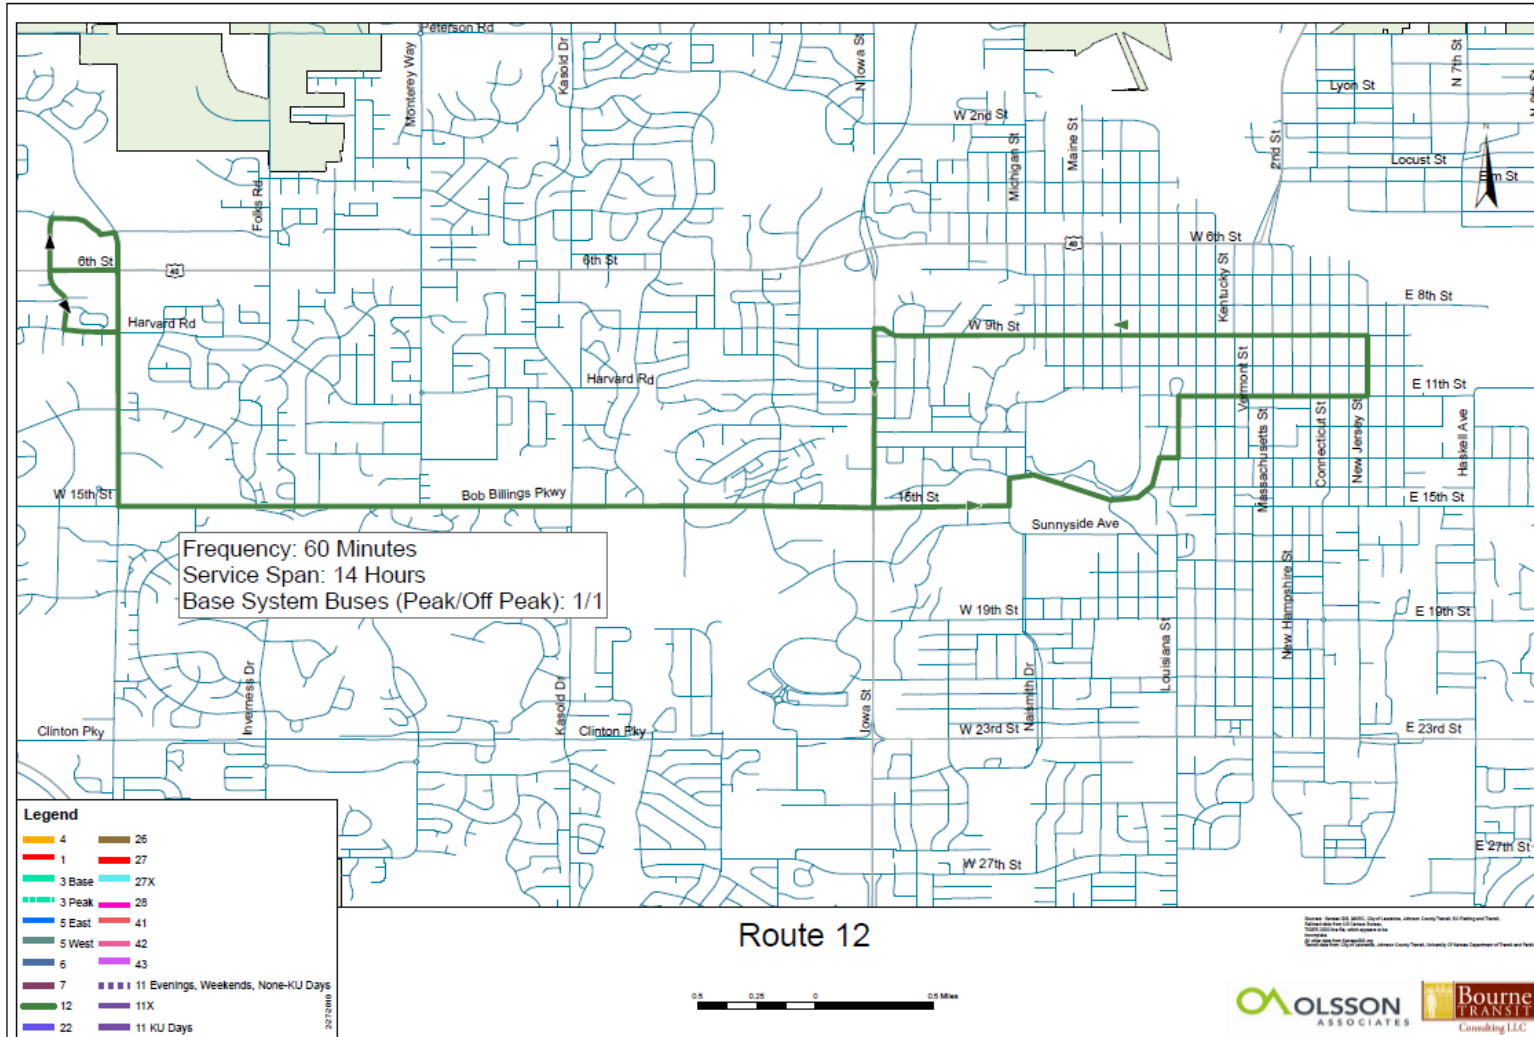 Peterson Rd
Monterey Way
Kasold Dr
N Iowa St
N 7th St
Lyon St
W 2nd St
Michigan St
Maine St
2nd St
Locust St
N
Elm St
Folks Rd
6th St
40
6th St
40
W 6th St
Kentucky St
E 8th St
Harvard Rd
W 9th St
Harvard Rd
Vermont St
E 11th St
Massachusetts St
Connecticut St
New Jersey St
Haskell Ave
W 15th St
Bob Billings Pkwy
15th St
E 15th St
Sunnyside Ave
Frequency: 60 Minutes
Service Span: 14 Hours
Base System Buses (Peak/Off Peak): 1/1
New Hampshire St
W 19th St
E 19th St
Louisiana St
Inverness Dr
Kasold Dr
Iowa St
Naismith Dr
Clinton Pky
Clinton Pky
W 23rd St
E 23rd St
W 27th St
E 27th St
Legend
4
26
1
27
3 Base
27X
3 Peak
28
5 East
41
5 West
42
6
43
7
11 Evenings, Weekends, None-KU Days
12
11X
22
11 KU Days
Route 12
0.5
0.25
0
0.5 Miles
OLSSON
ASSOCIATES
Bourne
TRANSIT
Consulting LLC